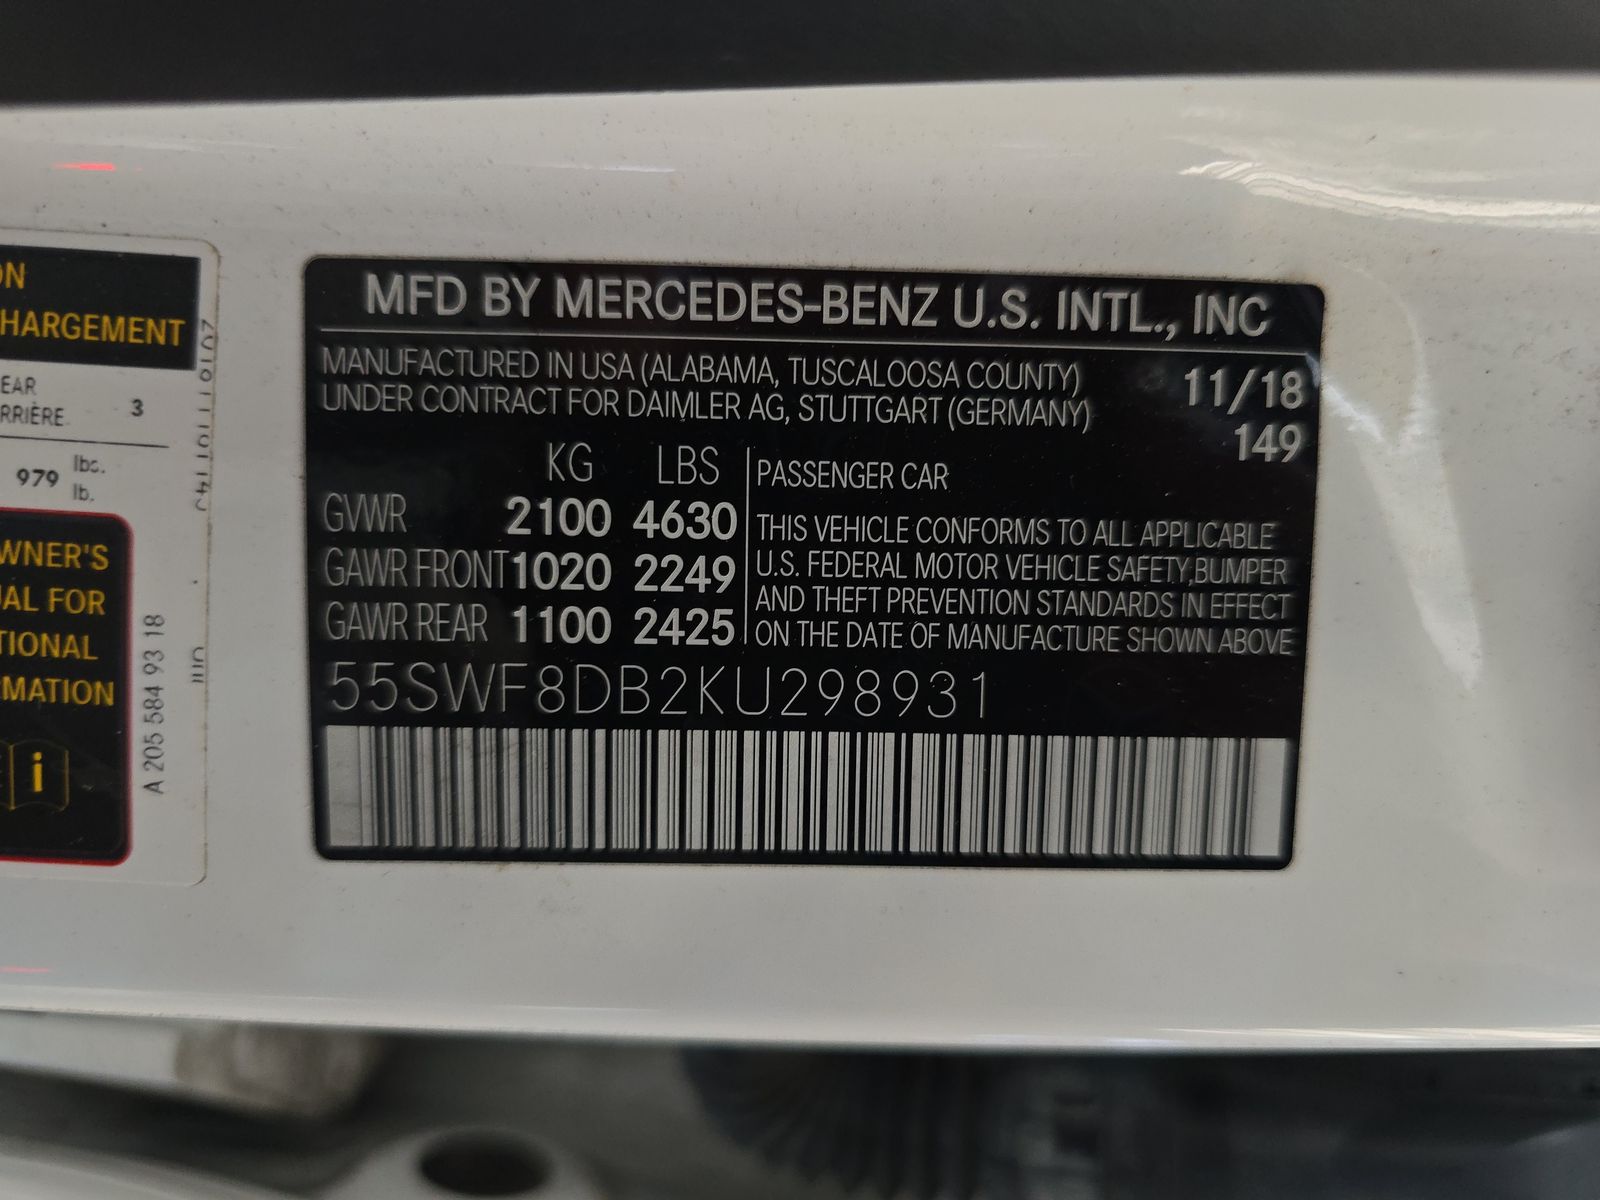 ON
HARGEMENT
EAR
RRIÈRE 3
979 lbs.
lb.
WNER'S
UAL FOR
TIONAL
RMATION
i
A 205 584 93 18
MFD BY MERCEDES-BENZ U.S. INTL., INC
MANUFACTURED IN USA (ALABAMA, TUSCALOOSA COUNTY) 11/18
UNDER CONTRACT FOR DAIMLER AG, STUTTGART (GERMANY)
149
KG LBS
GVWR 2100 4630
GAWR FRONT 1020 2249
GAWR REAR 1100 2425
PASSENGER CAR
THIS VEHICLE CONFORMS TO ALL APPLICABLE
U.S. FEDERAL MOTOR VEHICLE SAFETY,BUMPER
AND THEFT PREVENTION STANDARDS IN EFFECT
ON THE DATE OF MANUFACTURE SHOWN ABOVE
55SWF8DB2KU298931